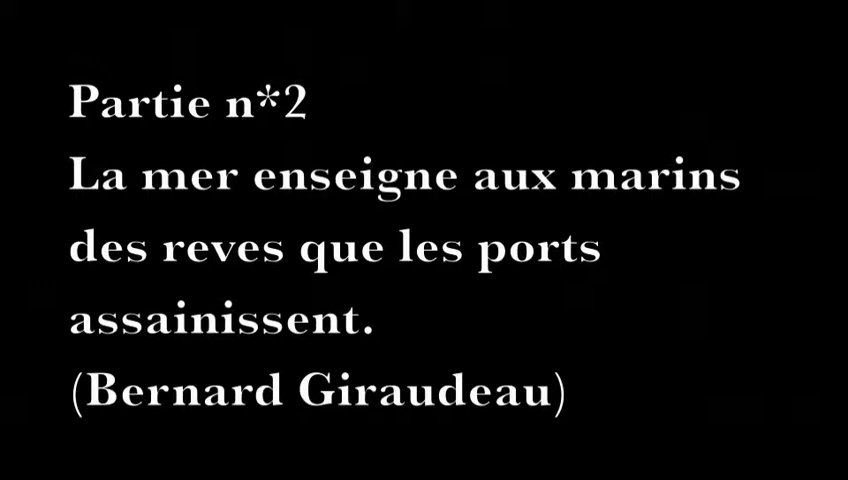 Partie n*2
La mer enseigne aux marins
des reves que les ports
assainissent.
(Bernard Giraudeau)